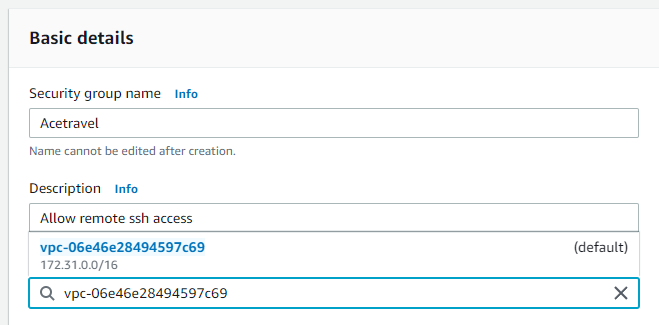 Basic details
Security group name Info
Acetravel
Name cannot be edited after creation.
Description Info
Allow remote ssh access
vpc-06e46e28494597c69 (default)
172.31.0.0/16
vpc-06e46e28494597c69